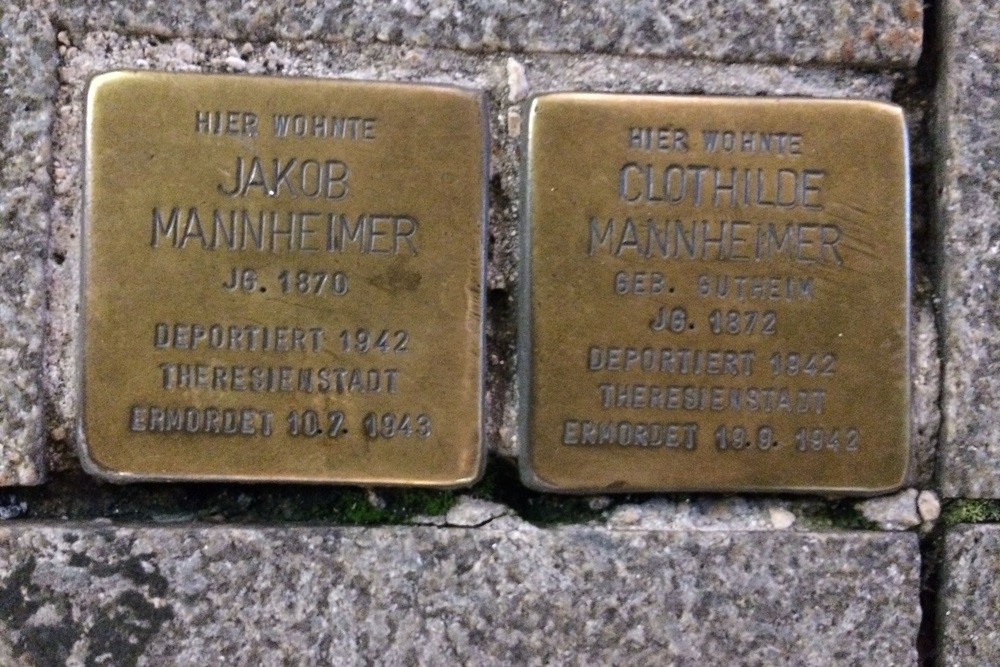 HIER WOHNTE
JAKOB
MANNHEIMER
JG. 1870
DEPORTIERT 1942
THERESIENSTADT
ERMORDET 10.7. 1943
HIER WOHNTE
CLOTHILDE
MANNHEIMER
GEB. GUTHEIM
JG. 1872
DEPORTIERT 1942
THERESIENSTADT
ERMORDET 19.9. 1942